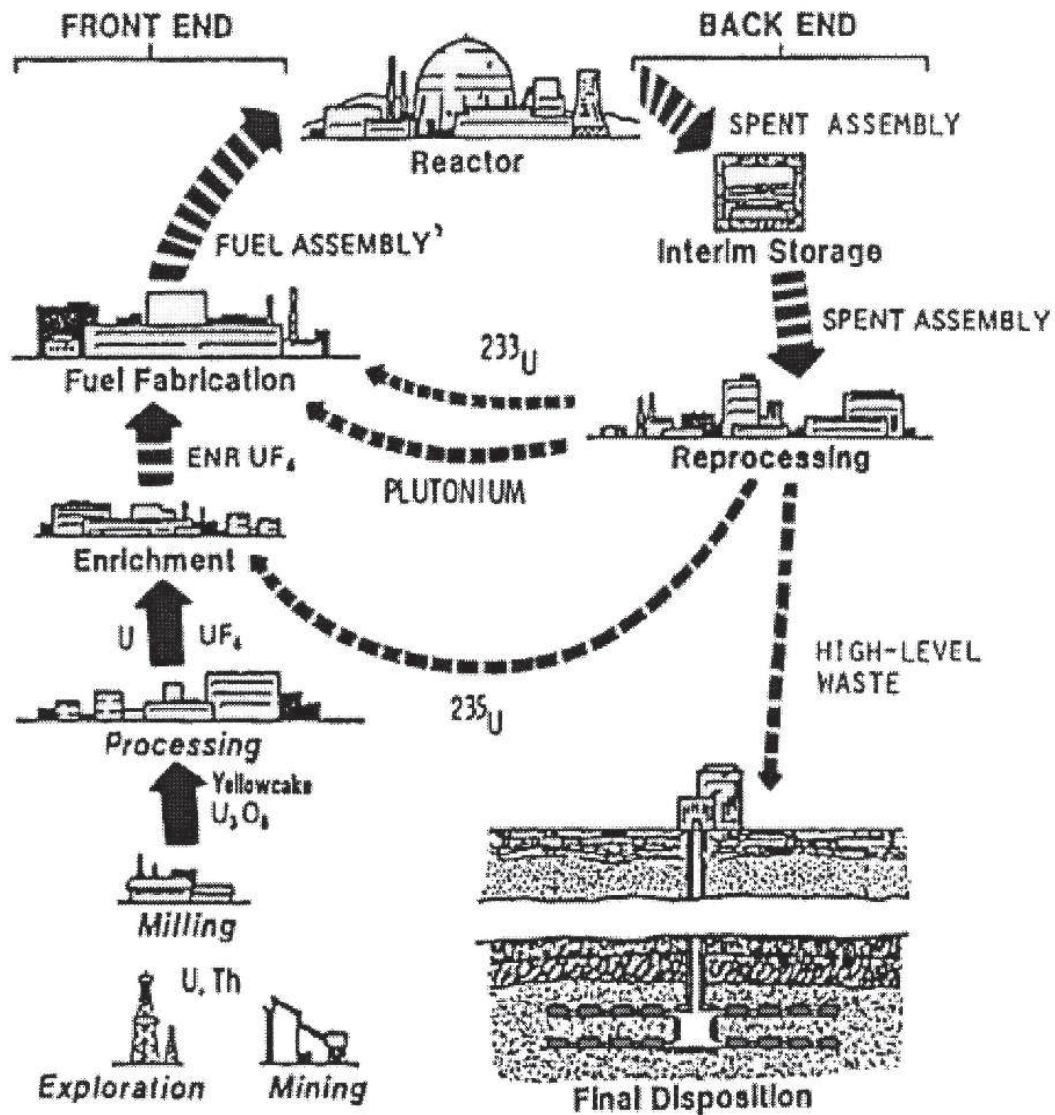 FRONT END
BACK END
Reactor
SPENT ASSEMBLY
Interim Storage
FUEL ASSEMBLY'
SPENT ASSEMBLY
Fuel Fabrication
233U
Reprocessing
ENR UF₆
PLUTONIUM
Enrichment
U UF₆
HIGH-LEVEL
WASTE
235U
Processing
Yellowcake
U₃O₈
Milling
U, Th
Exploration
Mining
Final Disposition